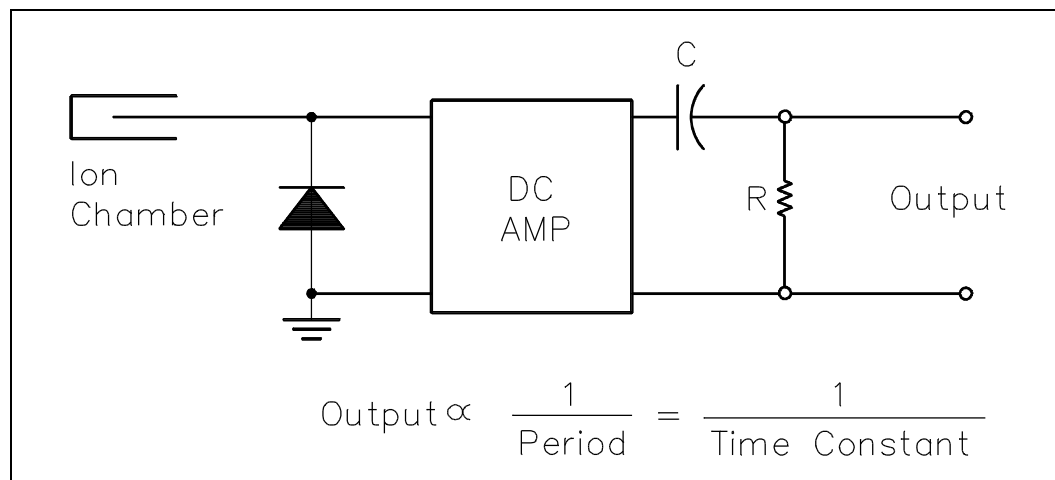 C
Ion
Chamber
DC
AMP
R
Output
Output ∝ 1/Period = 1/Time Constant